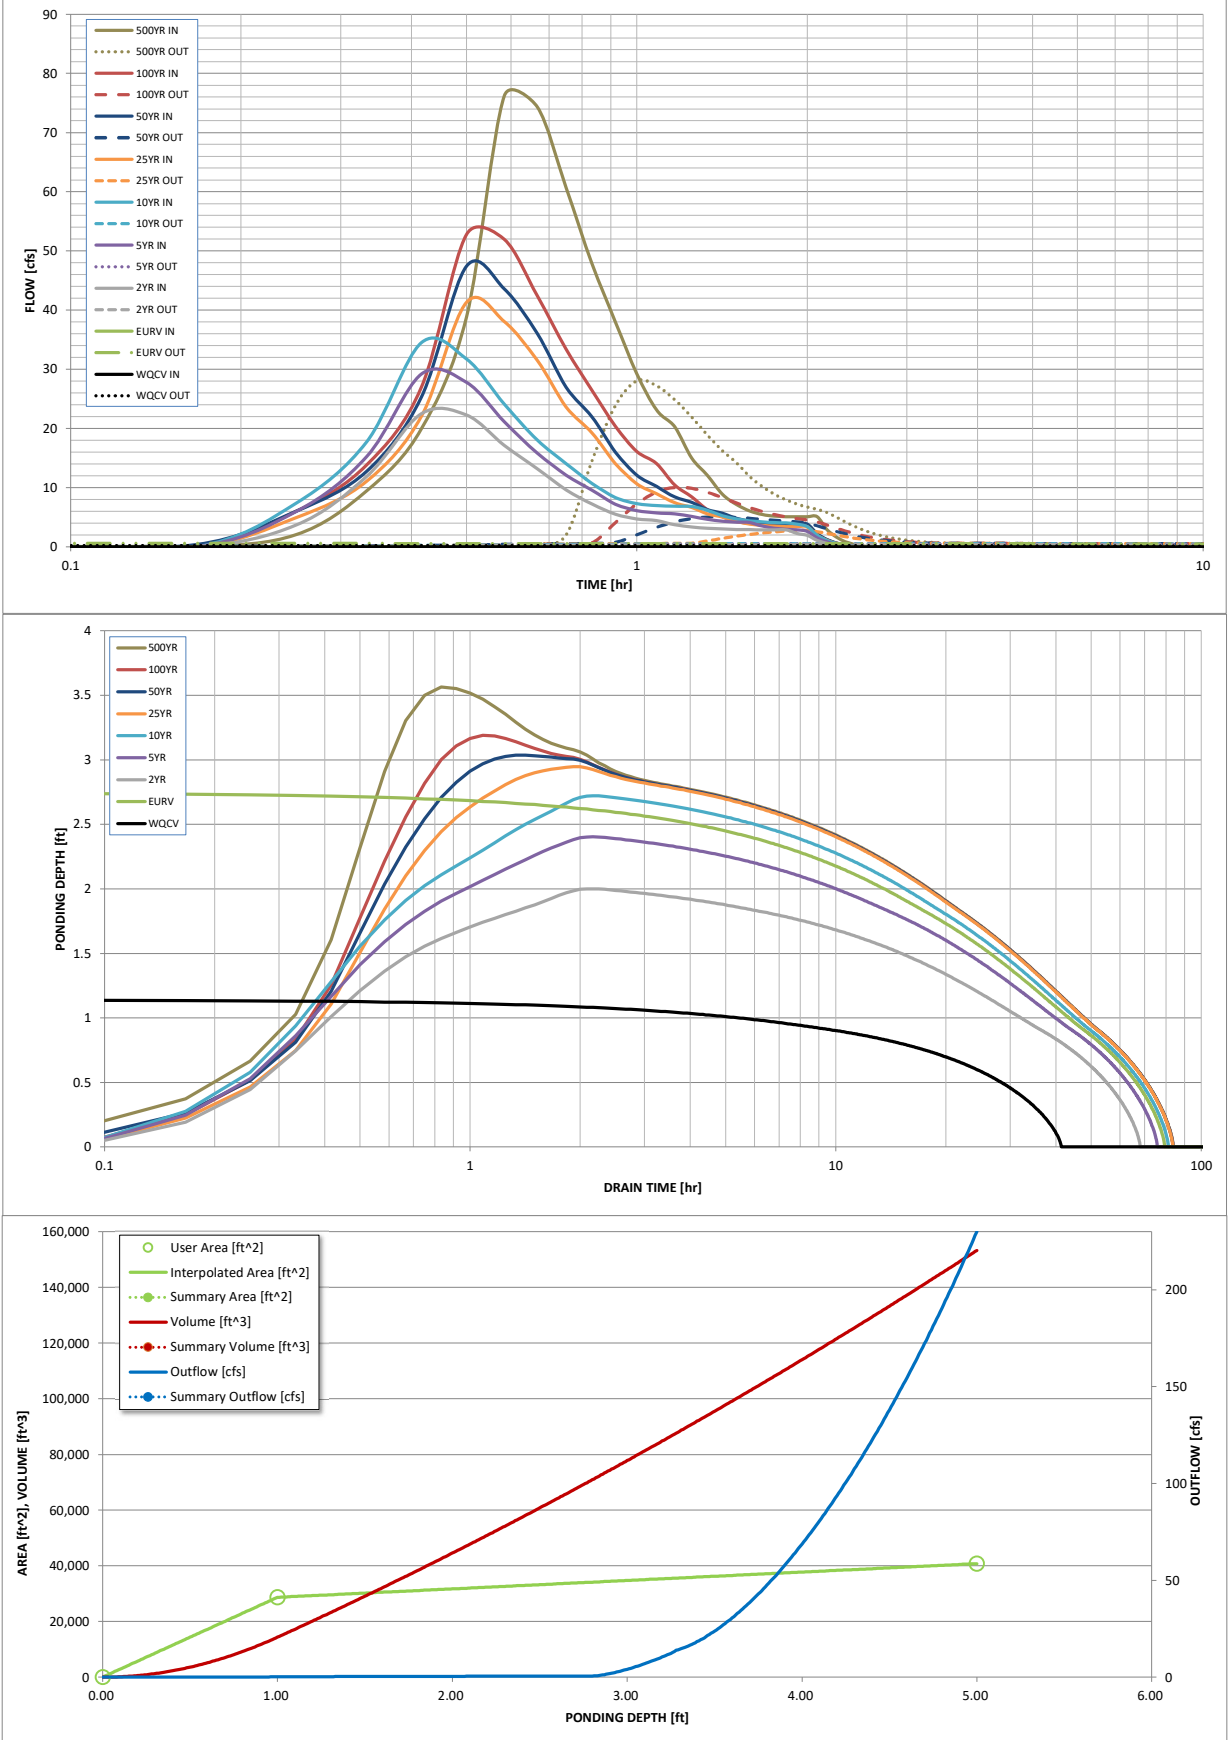 90
80
70
60
50
40
30
20
10
0
FLOW [cfs]
500YR IN
500YR OUT
100YR IN
100YR OUT
50YR IN
50YR OUT
25YR IN
25YR OUT
10YR IN
10YR OUT
5YR IN
5YR OUT
2YR IN
2YR OUT
EURV IN
EURV OUT
WQCV IN
WQCV OUT
0.1 1 10
TIME [hr]
4
3.5
3
2.5
2
1.5
1
0.5
0
PONDING DEPTH [ft]
500YR
100YR
50YR
25YR
10YR
5YR
2YR
EURV
WQCV
0.1 1 10 100
DRAIN TIME [hr]
160,000
140,000
120,000
100,000
80,000
60,000
40,000
20,000
0
AREA [ft^2], VOLUME [ft^3]
User Area [ft^2]
Interpolated Area [ft^2]
Summary Area [ft^2]
Volume [ft^3]
Summary Volume [ft^3]
Outflow [cfs]
Summary Outflow [cfs]
200
150
100
50
0
OUTFLOW [cfs]
0.00 1.00 2.00 3.00 4.00 5.00 6.00
PONDING DEPTH [ft]